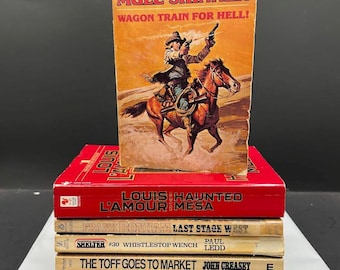 WAGON TRAIN FOR HELL!
LOUIS
L'AMOUR
HAUNTED
MESA
LAST STAGE WEST
SHELTER #30 WHISTLESTOP WENCH PAUL LEDD
THE TOFF GOES TO MARKET JOHN CREASEY